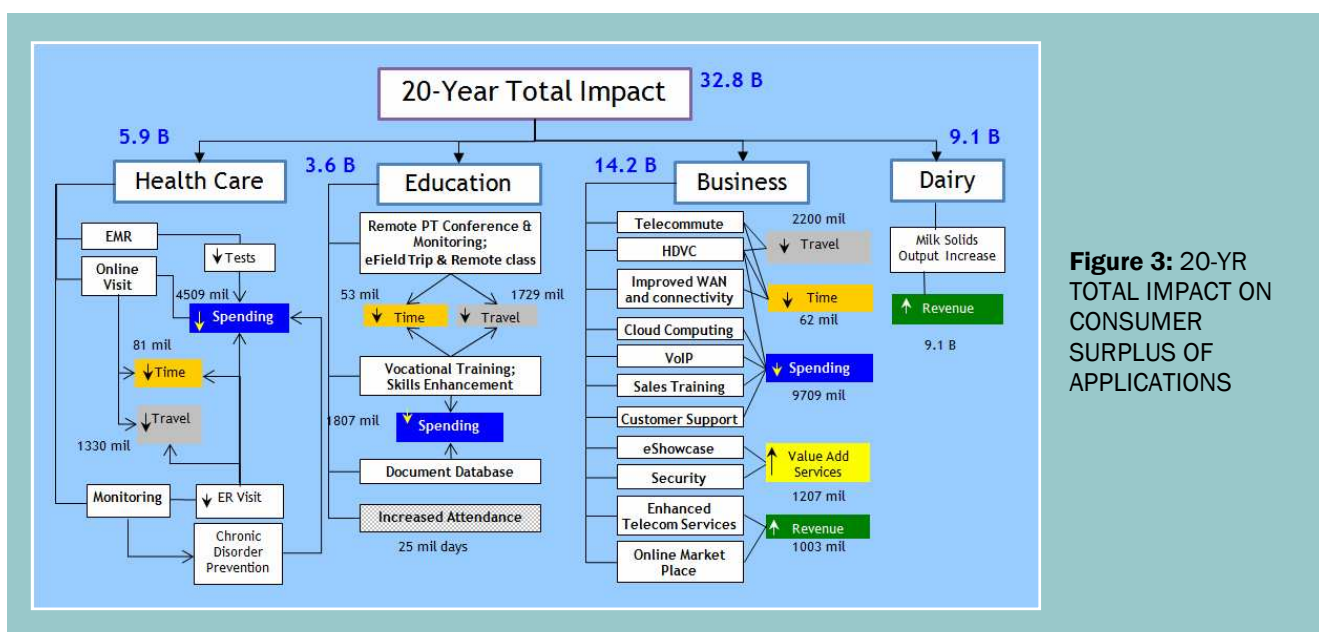 20-Year Total Impact
32.8 B
5.9 B
Health Care
EMR
Online
Visit
Tests
4509 mil
Spending
81 mil
Time
Travel
1330 mil
Monitoring
ER Visit
Chronic
Disorder
Prevention
3.6 B
Education
Remote PT Conference &
Monitoring;
eField Trip & Remote class
53 mil
1729 mil
Time
Travel
Vocational Training;
Skills Enhancement
1807 mil
Spending
Document Database
Increased Attendance
25 mil days
14.2 B
Business
Telecommute
HDVC
Improved WAN
and connectivity
Cloud Computing
VoIP
Sales Training
Customer Support
eShowcase
Security
Enhanced
Telecom Services
Online Market
Place
2200 mil
Travel
Time
62 mil
Spending
9709 mil
Value Add
Services
1207 mil
Revenue
1003 mil
9.1 B
Dairy
Milk Solids
Output Increase
Revenue
9.1 B
Figure 3: 20-YR
TOTAL IMPACT ON
CONSUMER
SURPLUS OF
APPLICATIONS